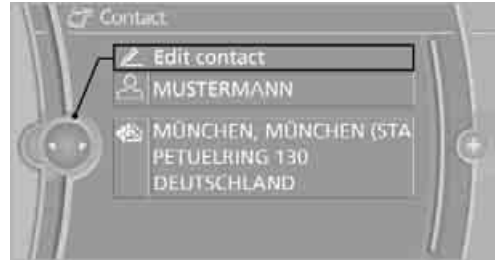 Contact
Edit contact
MUSTERMANN
MÜNCHEN, MÜNCHEN (STA
PETUELRING 130
DEUTSCHLAND